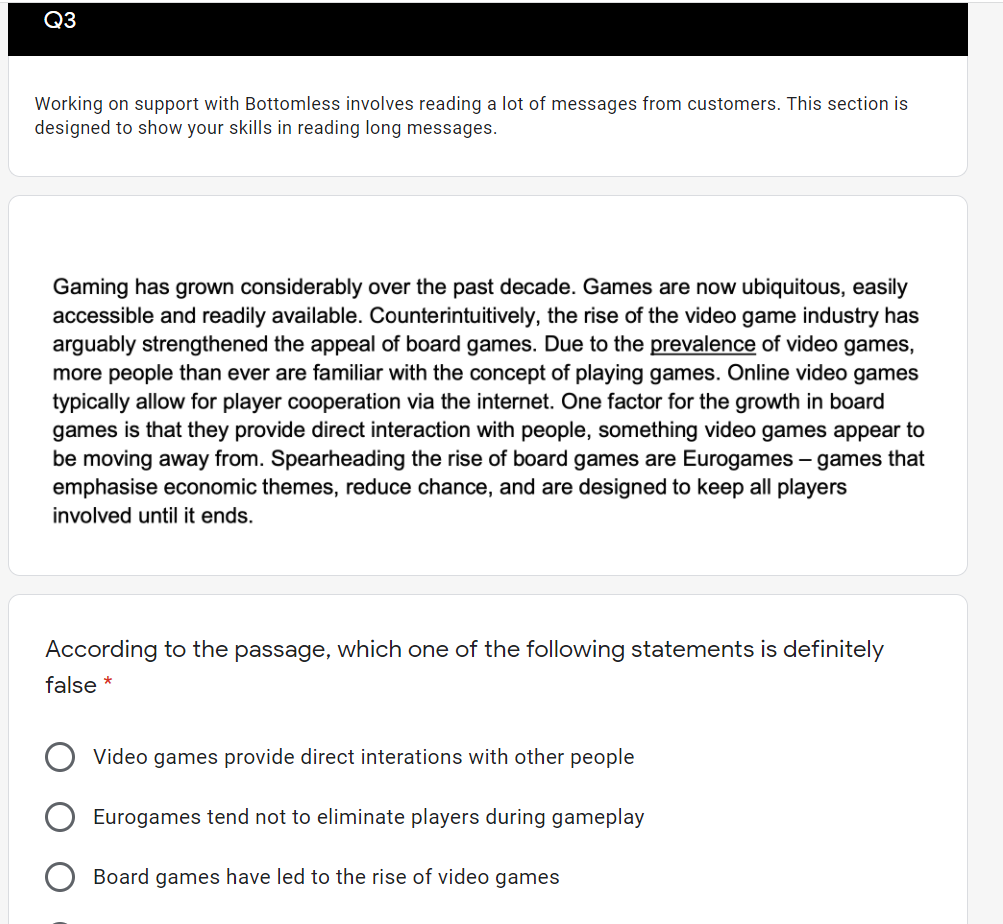 Q3
Working on support with Bottomless involves reading a lot of messages from customers. This section is
designed to show your skills in reading long messages.
Gaming has grown considerably over the past decade. Games are now ubiquitous, easily
accessible and readily available. Counterintuitively, the rise of the video game industry has
arguably strengthened the appeal of board games. Due to the prevalence of video games,
more people than ever are familiar with the concept of playing games. Online video games
typically allow for player cooperation via the internet. One factor for the growth in board
games is that they provide direct interaction with people, something video games appear to
be moving away from. Spearheading the rise of board games are Eurogames – games that
emphasise economic themes, reduce chance, and are designed to keep all players
involved until it ends.
According to the passage, which one of the following statements is definitely
false *
Video games provide direct interations with other people
Eurogames tend not to eliminate players during gameplay
Board games have led to the rise of video games